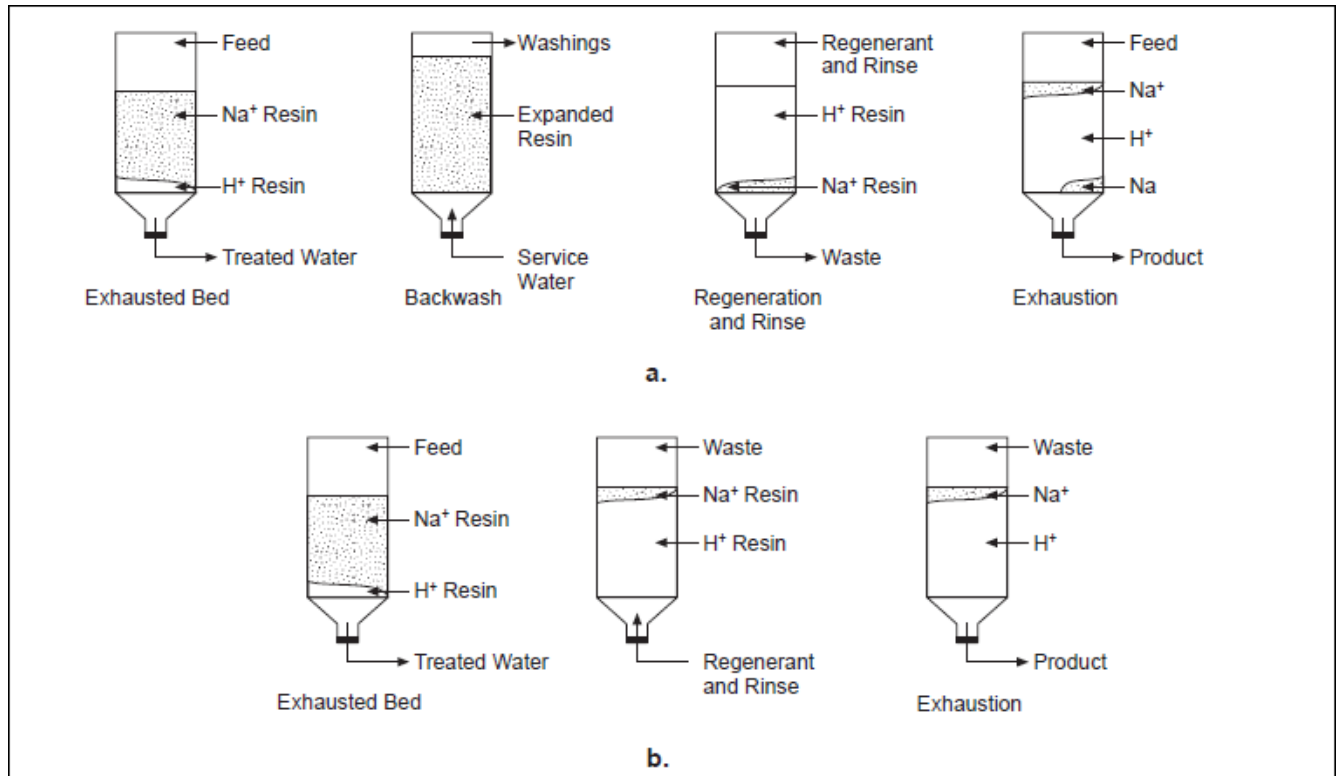 Feed
Na+ Resin
H+ Resin
Treated Water
Exhausted Bed
Washings
Expanded
Resin
Service
Water
Backwash
Regenerant
and Rinse
H+ Resin
Na+ Resin
Waste
Regeneration
and Rinse
Feed
Na+
H+
Na
Product
Exhaustion
a.
Feed
Na+ Resin
H+ Resin
Treated Water
Exhausted Bed
Waste
Na+ Resin
H+ Resin
Regenerant
and Rinse
Waste
Na+
H+
Product
Exhaustion
b.